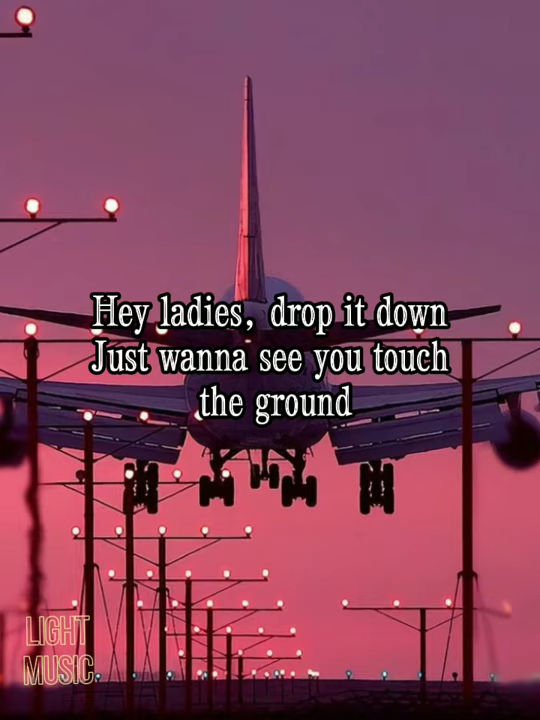 Hey ladies, drop it down
Just wanna see you touch
the ground
LIGHT
MUSIC